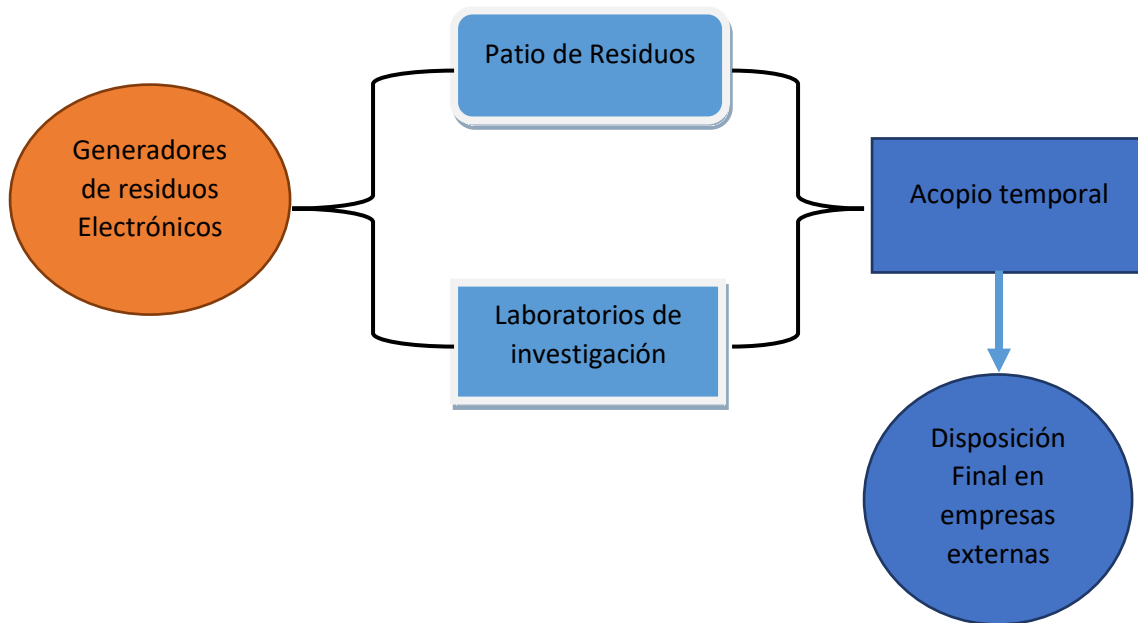 Generadores
de residuos
Electrónicos
Patio de Residuos
Laboratorios de
investigación
Acopio temporal
Disposición
Final en
empresas
externas